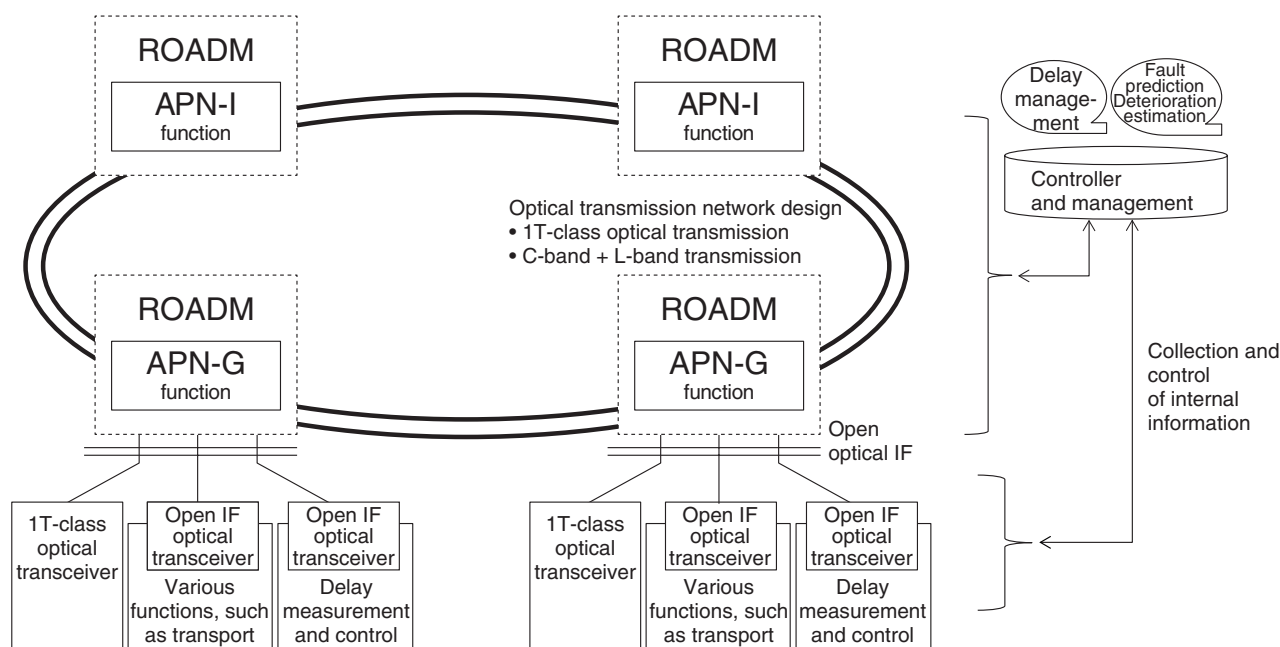 ROADM
APN-I
function
ROADM
APN-I
function
Delay
manage-
ment
Fault
prediction
Deterioration
estimation
Controller
and management
Optical transmission network design
• 1T-class optical transmission
• C-band + L-band transmission
ROADM
APN-G
function
ROADM
APN-G
function
Collection and
control
of internal
information
Open
optical IF
1T-class
optical
transceiver
Open IF
optical
transceiver
Various
functions, such
as transport
Open IF
optical
transceiver
Delay
measurement
and control
1T-class
optical
transceiver
Open IF
optical
transceiver
Various
functions, such
as transport
Open IF
optical
transceiver
Delay
measurement
and control